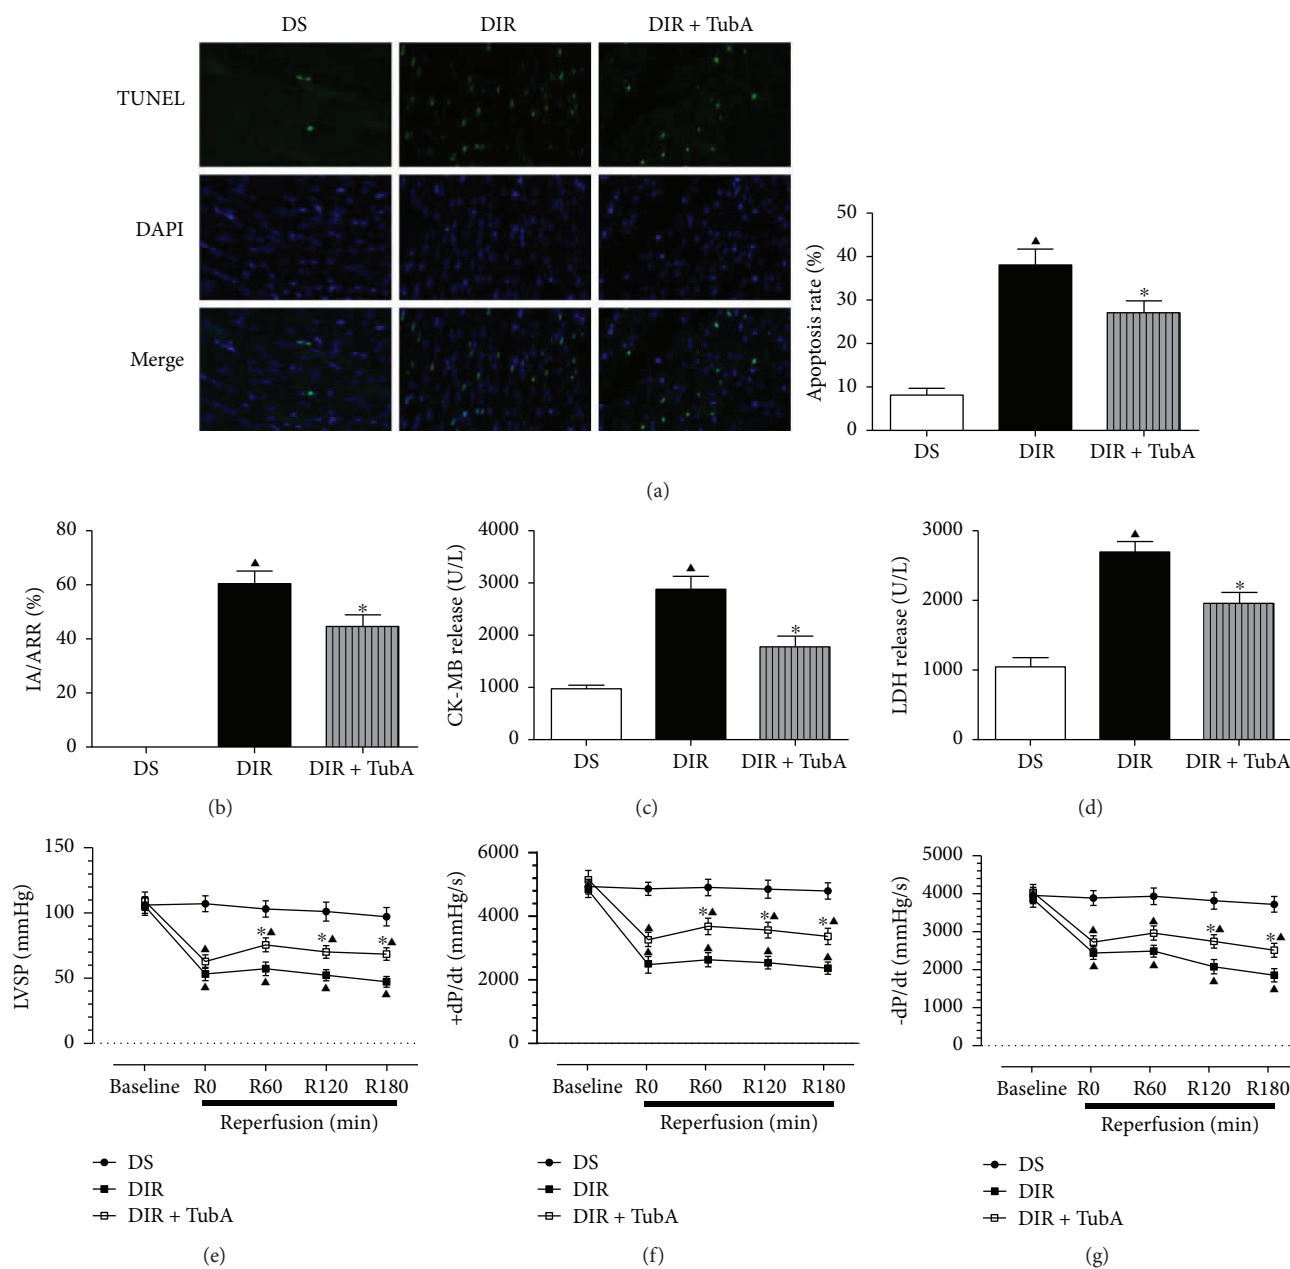 DS DIR DIR + TubA
TUNEL
DAPI
Merge
Apoptosis rate (%)
50
40
30
20
10
0
▲
*
DS DIR DIR + TubA
(a)
IA/ARR (%)
80
60
40
20
0
▲
*
DS DIR DIR + TubA
(b)
CK-MB release (U/L)
4000
3000
2000
1000
0
▲
*
DS DIR DIR + TubA
(c)
LDH release (U/L)
3000
2000
1000
0
▲
*
DS DIR DIR + TubA
(d)
LVSP (mmHg)
150
100
50
0
*▲ *▲ *▲
▲
▲ ▲ ▲ ▲
Baseline R0 R60 R120 R180
Reperfusion (min)
DS
DIR
DIR + TubA
(e)
+dP/dt (mmHg/s)
6000
4000
2000
0
▲ *▲ *▲ *▲
▲ ▲ ▲ ▲
Baseline R0 R60 R120 R180
Reperfusion (min)
DS
DIR
DIR + TubA
(f)
-dP/dt (mmHg/s)
5000
4000
3000
2000
1000
0
▲ ▲ *▲ *▲
▲ ▲ ▲ ▲
Baseline R0 R60 R120 R180
Reperfusion (min)
DS
DIR
DIR + TubA
(g)